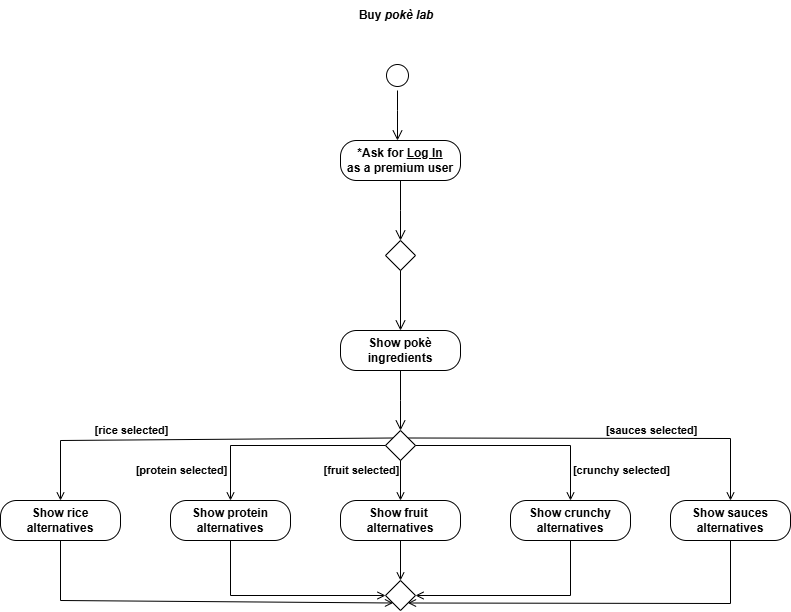 Buy pokè lab
*Ask for Log In
as a premium user
Show pokè
ingredients
[rice selected]
[sauces selected]
[protein selected]
[fruit selected]
[crunchy selected]
Show rice
alternatives
Show protein
alternatives
Show fruit
alternatives
Show crunchy
alternatives
Show sauces
alternatives